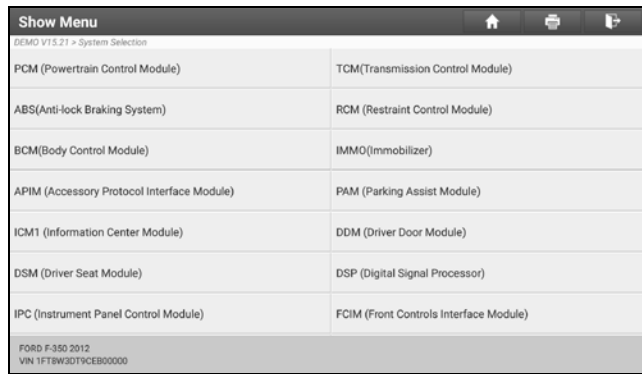 Show Menu
DEMO V15.21 > System Selection
PCM (Powertrain Control Module)
TCM(Transmission Control Module)
ABS(Anti-lock Braking System)
RCM (Restraint Control Module)
BCM(Body Control Module)
IMMO(Immobilizer)
APIM (Accessory Protocol Interface Module)
PAM (Parking Assist Module)
ICM1 (Information Center Module)
DDM (Driver Door Module)
DSM (Driver Seat Module)
DSP (Digital Signal Processor)
IPC (Instrument Panel Control Module)
FCIM (Front Controls Interface Module)
FORD F-350 2012
VIN 1FT8W3DT9CEB00000